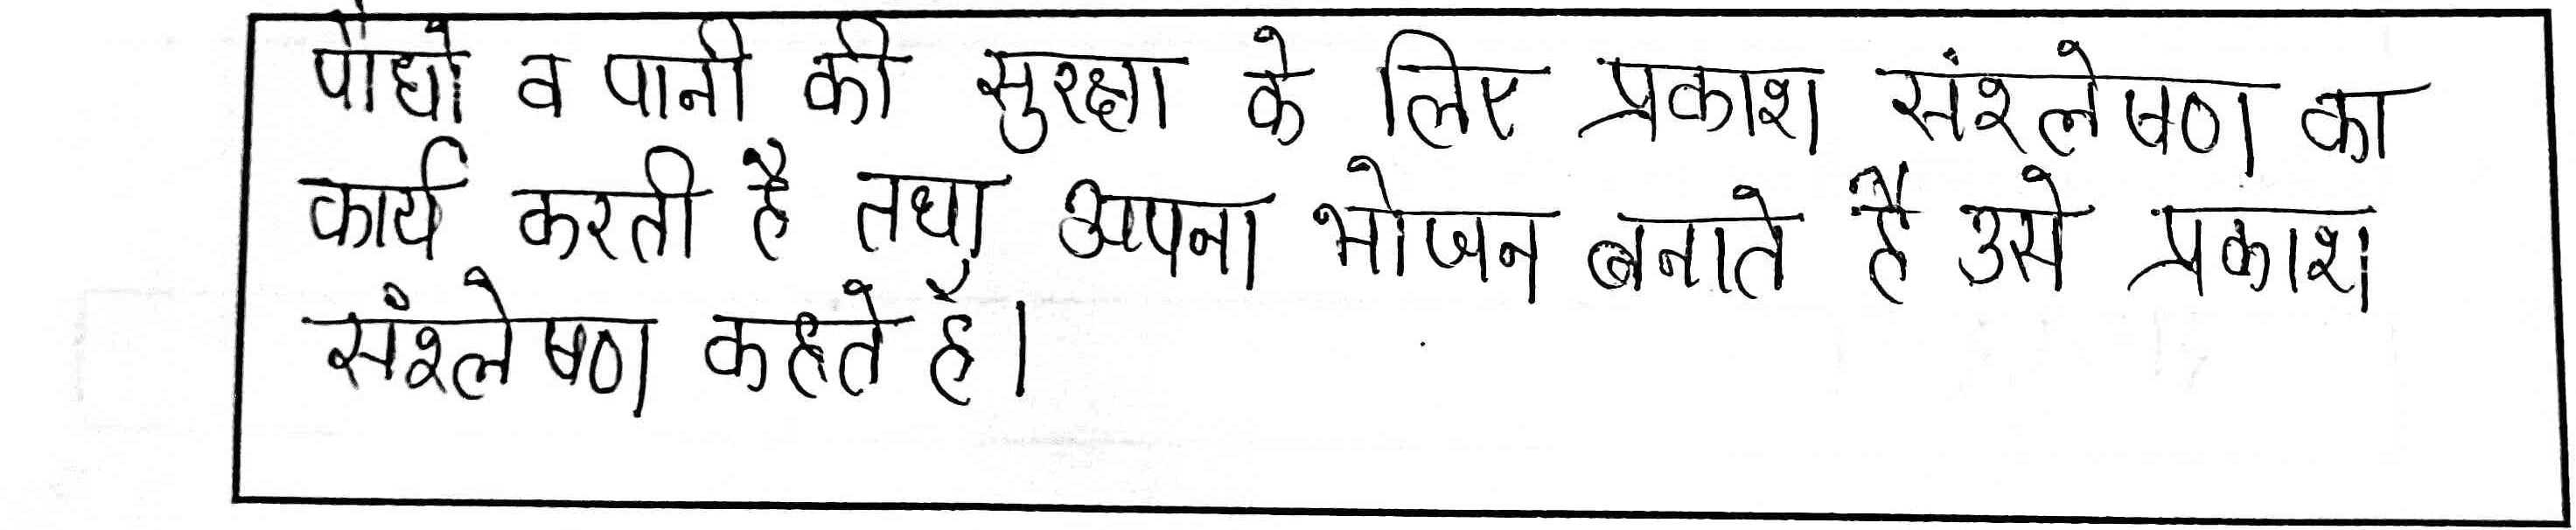 पौधो व पानी की सुरक्षा के लिए प्रकाश संश्लेषण का
कार्य करती है तथा अपना भोजन बनाते है उसे प्रकाश
संश्लेषण कहते है।